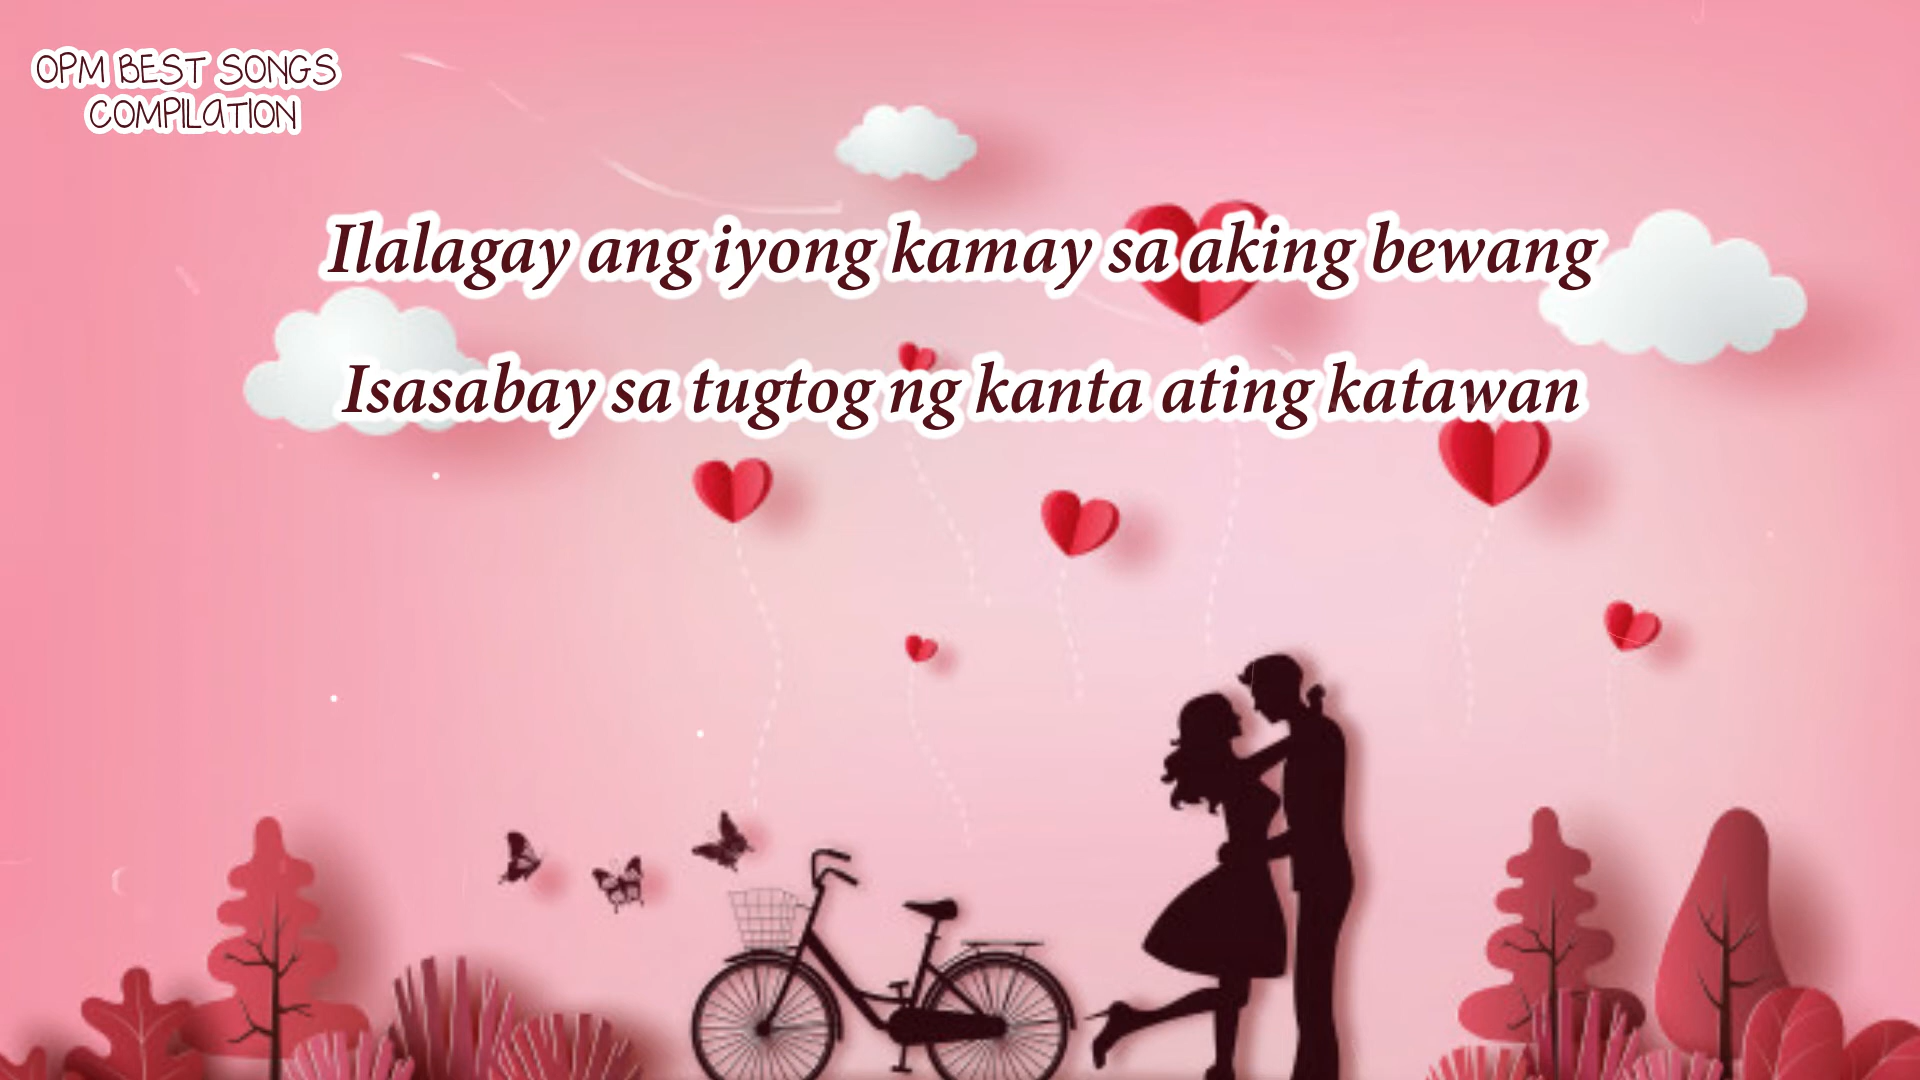 OPM BEST SONGS
COMPILATION
Ilalagay ang iyong kamay sa aking bewang
Isasabay sa tugtog ng kanta ating katawan